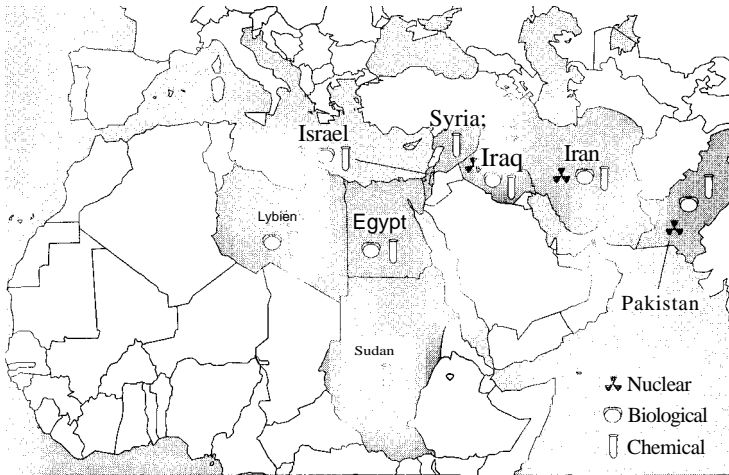 Syria;
Israel
Iraq
Iran
Lybien
Egypt
Pakistan
Sudan
Nuclear
Biological
Chemical